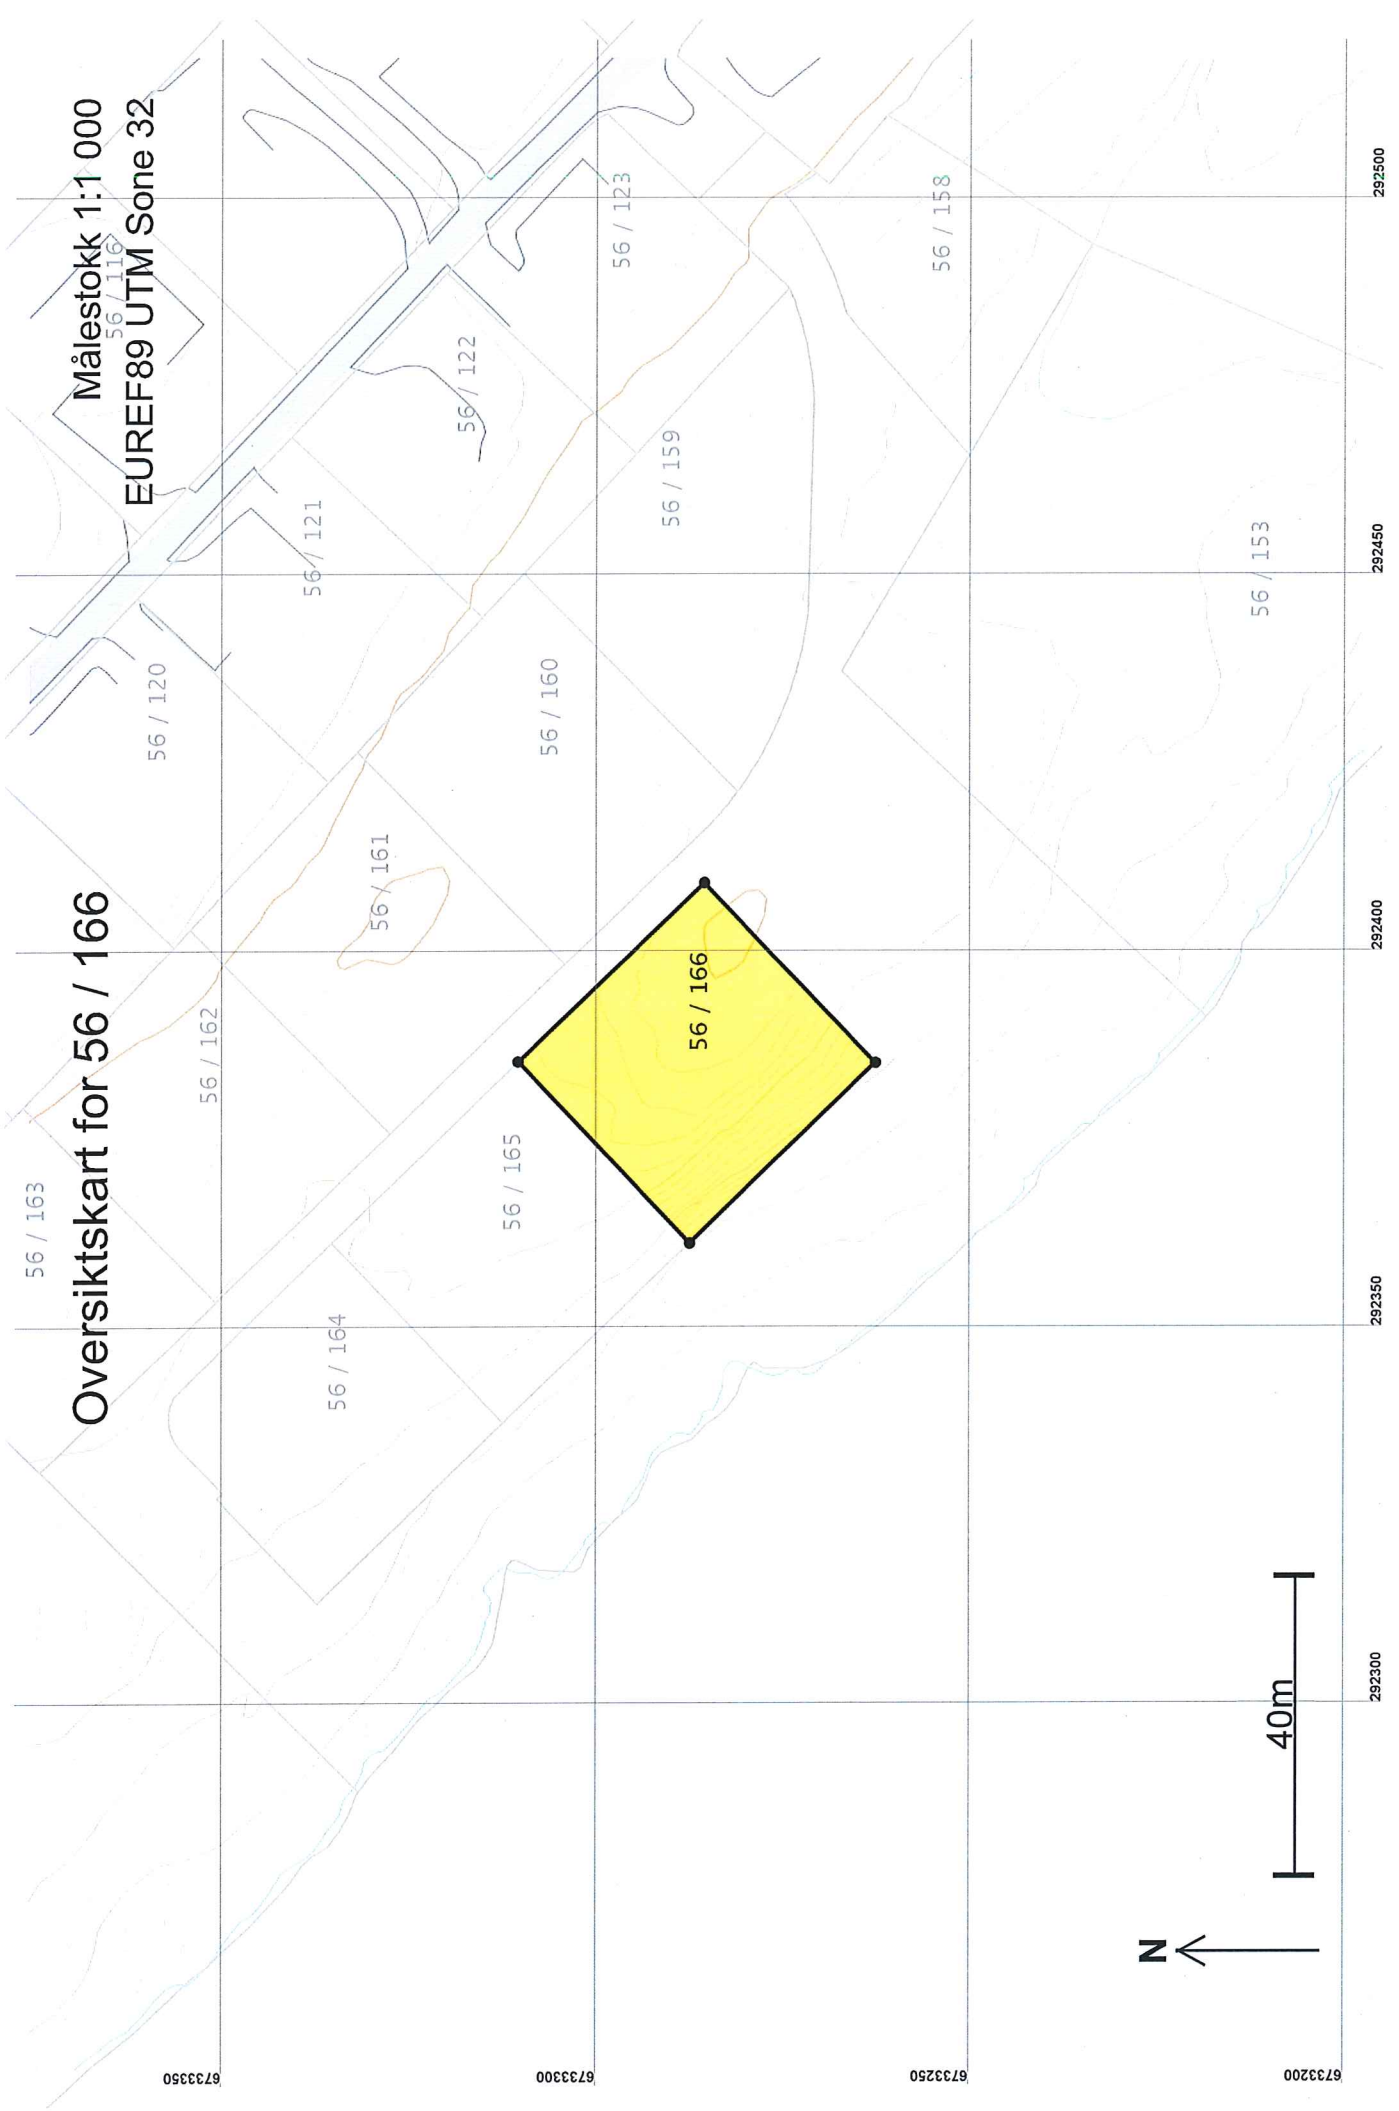 Oversiktskart for 56 / 166
Målestokk 1:1 000
EUREF89 UTM Sone 32
56 / 116
56 / 163
56 / 162
56 / 120
56 / 121
56 / 122
56 / 123
56 / 161
56 / 160
56 / 159
56 / 158
56 / 164
56 / 165
56 / 166
56 / 153
6733350
6733300
6733250
6733200
292300
292350
292400
292450
292500
N
40m